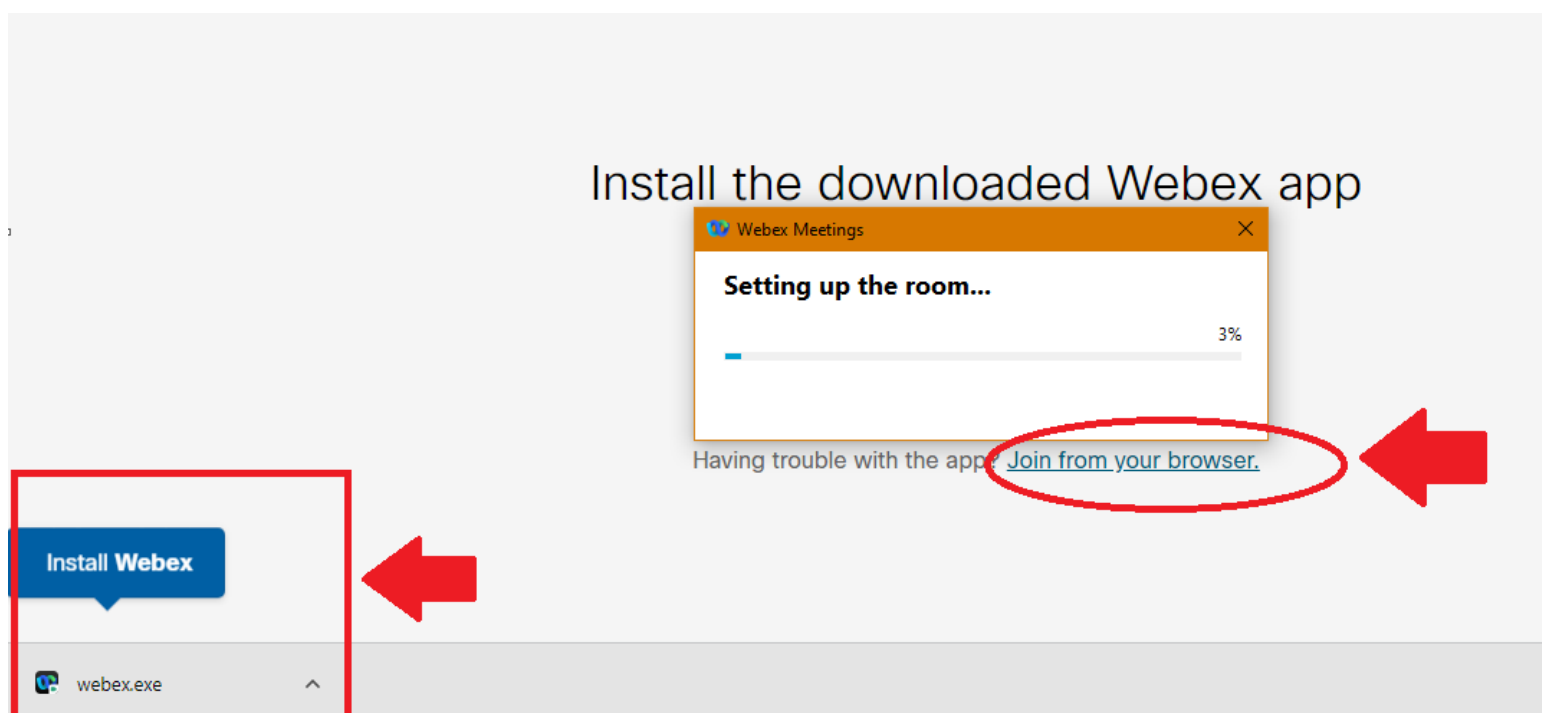 Install the downloaded Webex app
Webex Meetings
Setting up the room...
3%
Having trouble with the app? Join from your browser.
Install Webex
webex.exe